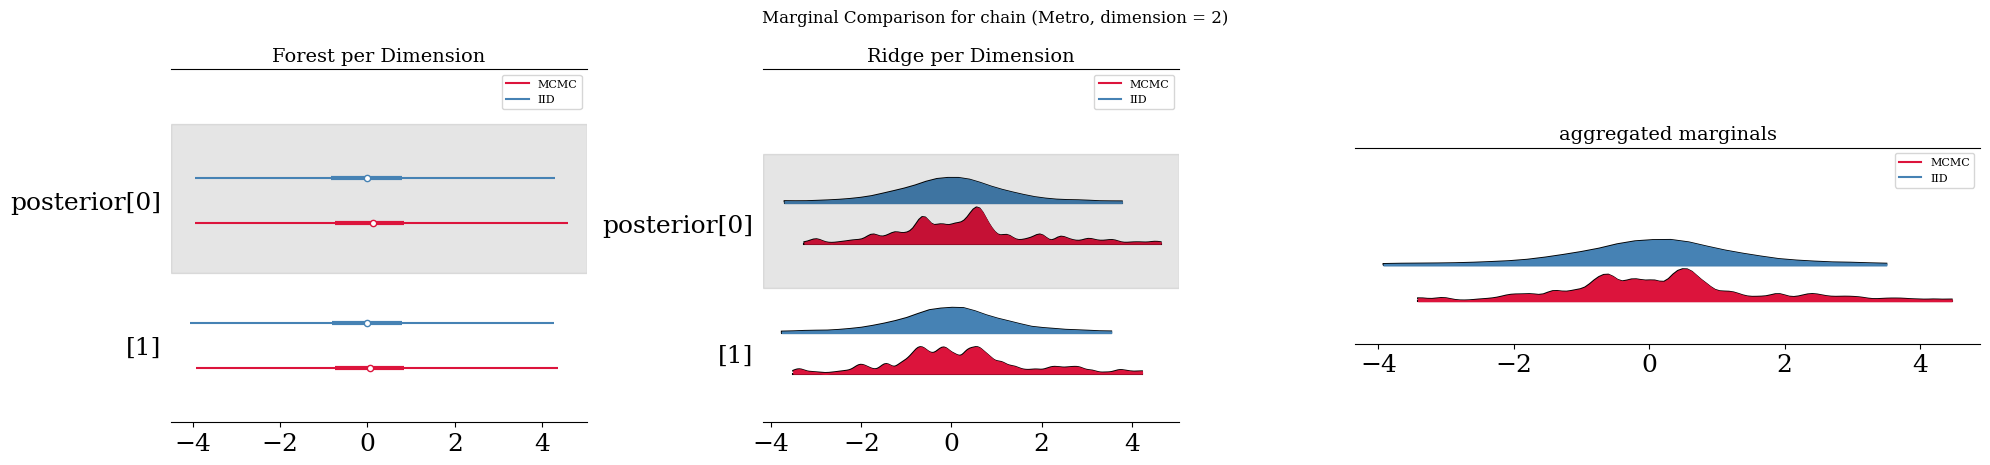 Marginal Comparison for chain (Metro, dimension = 2)
Forest per Dimension
MCMC
IID
posterior[0]
[1]
−4 −2 0 2 4
Ridge per Dimension
MCMC
IID
posterior[0]
[1]
−4 −2 0 2 4
aggregated marginals
MCMC
IID
−4 −2 0 2 4